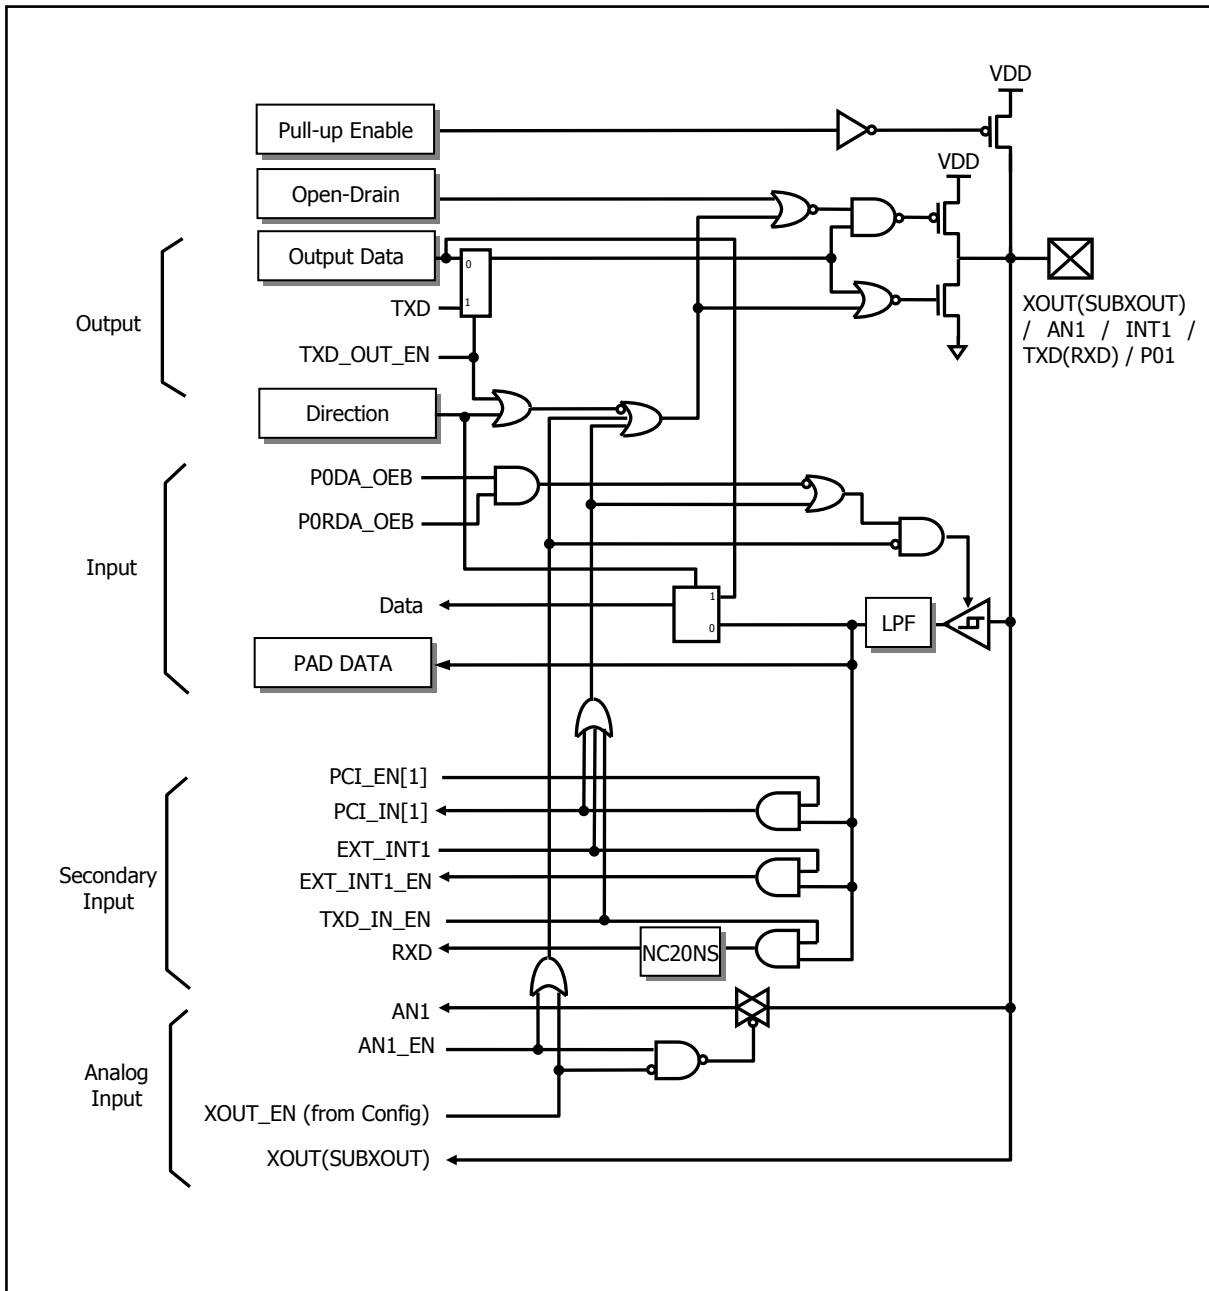 VDD
Pull-up Enable
VDD
Open-Drain
Output Data
0
1
TXD
Output
XOUT(SUBXOUT)
/ AN1 / INT1 /
TXD(RXD) / P01
TXD_OUT_EN
Direction
P0DA_OEB
P0RDA_OEB
Input
Data
1
0
LPF
PAD DATA
PCI_EN[1]
PCI_IN[1]
EXT_INT1
EXT_INT1_EN
Secondary
Input
TXD_IN_EN
RXD
NC20NS
AN1
AN1_EN
Analog
Input
XOUT_EN (from Config)
XOUT(SUBXOUT)